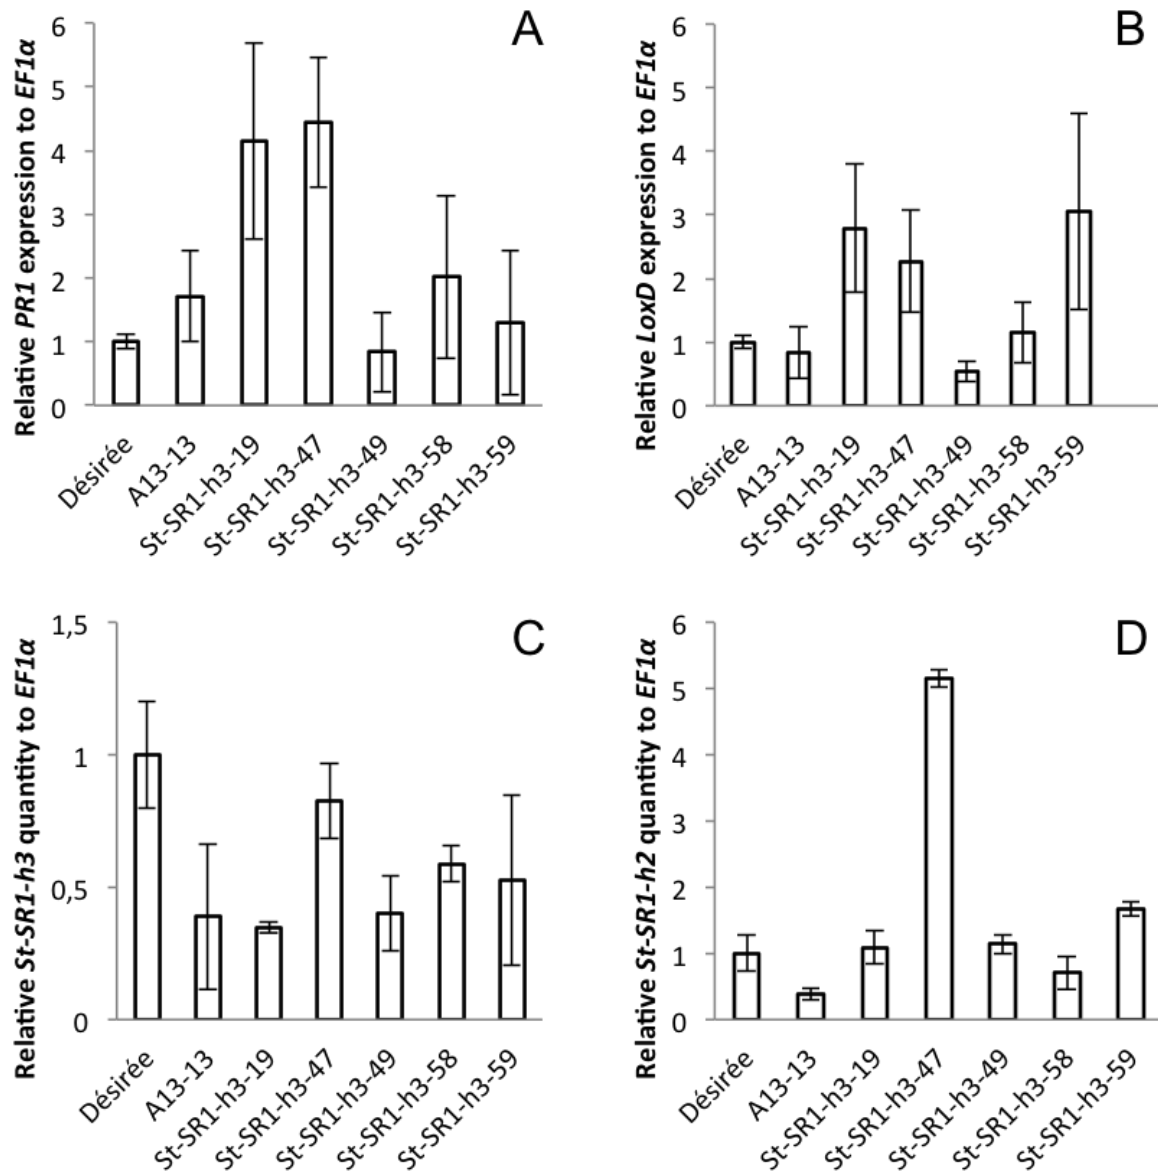 A
Relative PR1 expression to EF1α
6
5
4
3
2
1
0
Désirée
A13-13
St-SR1-h3-19
St-SR1-h3-47
St-SR1-h3-49
St-SR1-h3-58
St-SR1-h3-59
B
Relative LoxD expression to EF1α
6
5
4
3
2
1
0
Désirée
A13-13
St-SR1-h3-19
St-SR1-h3-47
St-SR1-h3-49
St-SR1-h3-58
St-SR1-h3-59
C
Relative St-SR1-h3 quantity to EF1α
1,5
1
0,5
0
Désirée
A13-13
St-SR1-h3-19
St-SR1-h3-47
St-SR1-h3-49
St-SR1-h3-58
St-SR1-h3-59
D
Relative St-SR1-h2 quantity to EF1α
6
5
4
3
2
1
0
Désirée
A13-13
St-SR1-h3-19
St-SR1-h3-47
St-SR1-h3-49
St-SR1-h3-58
St-SR1-h3-59